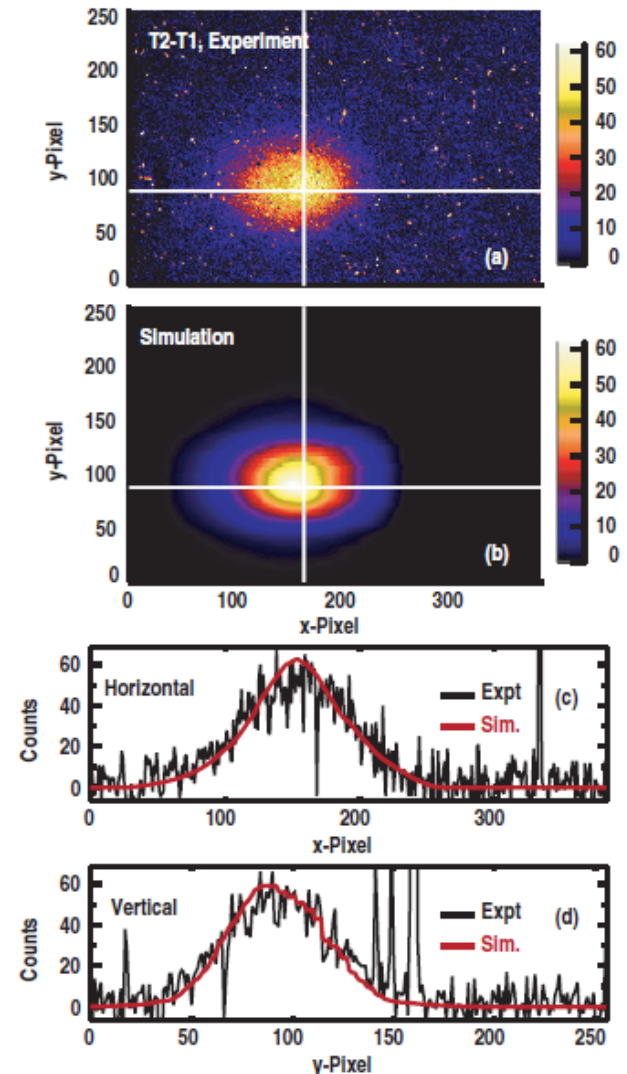 T2-T1, Experiment
250
200
150
100
50
0
y-Pixel
(a)
60
50
40
30
20
10
0
Simulation
250
200
150
100
50
0
y-Pixel
(b)
60
50
40
30
20
10
0
0 100 200 300
x-Pixel
Horizontal
Expt
Sim.
(c)
60
40
20
0
Counts
0 100 200 300
x-Pixel
Vertical
Expt
Sim.
(d)
60
40
20
0
Counts
0 50 100 150 200 250
y-Pixel